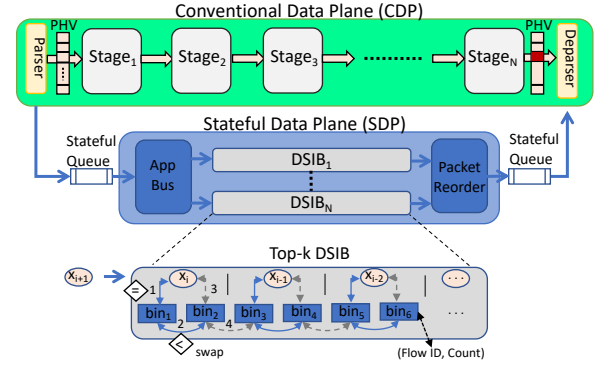 Conventional Data Plane (CDP)
Parser
PHV
Stage1
Stage2
Stage3
StageN
PHV
Deparser
Stateful Data Plane (SDP)
Stateful
Queue
App
Bus
DSIB1
DSIBN
Packet
Reorder
Stateful
Queue
Top-k DSIB
xi+1
xi
xi-1
xi-2
...
= 1
3
bin1
bin2
bin3
bin4
bin5
bin6
...
2
4
< swap
(Flow ID, Count)